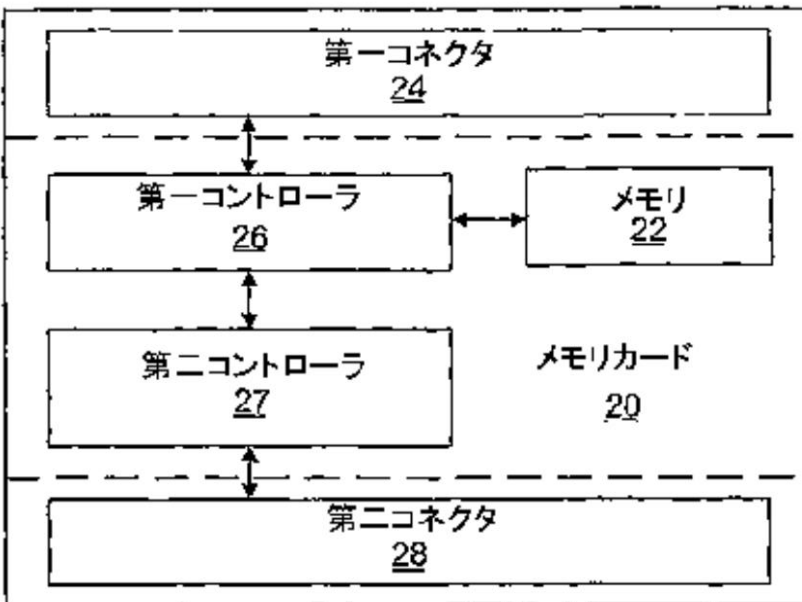 第一コネクタ
24
第一コントローラ
26
メモリ
22
第二コントローラ
27
メモリカード
20
第二コネクタ
28